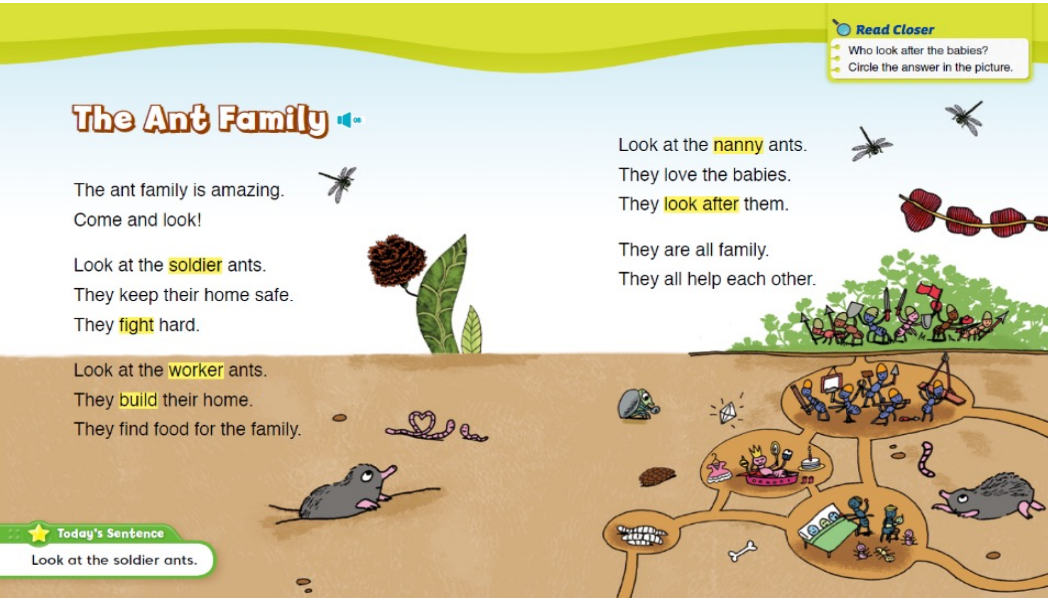 The Ant Family
The ant family is amazing.
Come and look!
Look at the soldier ants.
They keep their home safe.
They fight hard.
Look at the worker ants.
They build their home.
They find food for the family.
Today's Sentence
Look at the soldier ants.
Read Closer
Who look after the babies?
Circle the answer in the picture.
Look at the nanny ants.
They love the babies.
They look after them.
They are all family.
They all help each other.